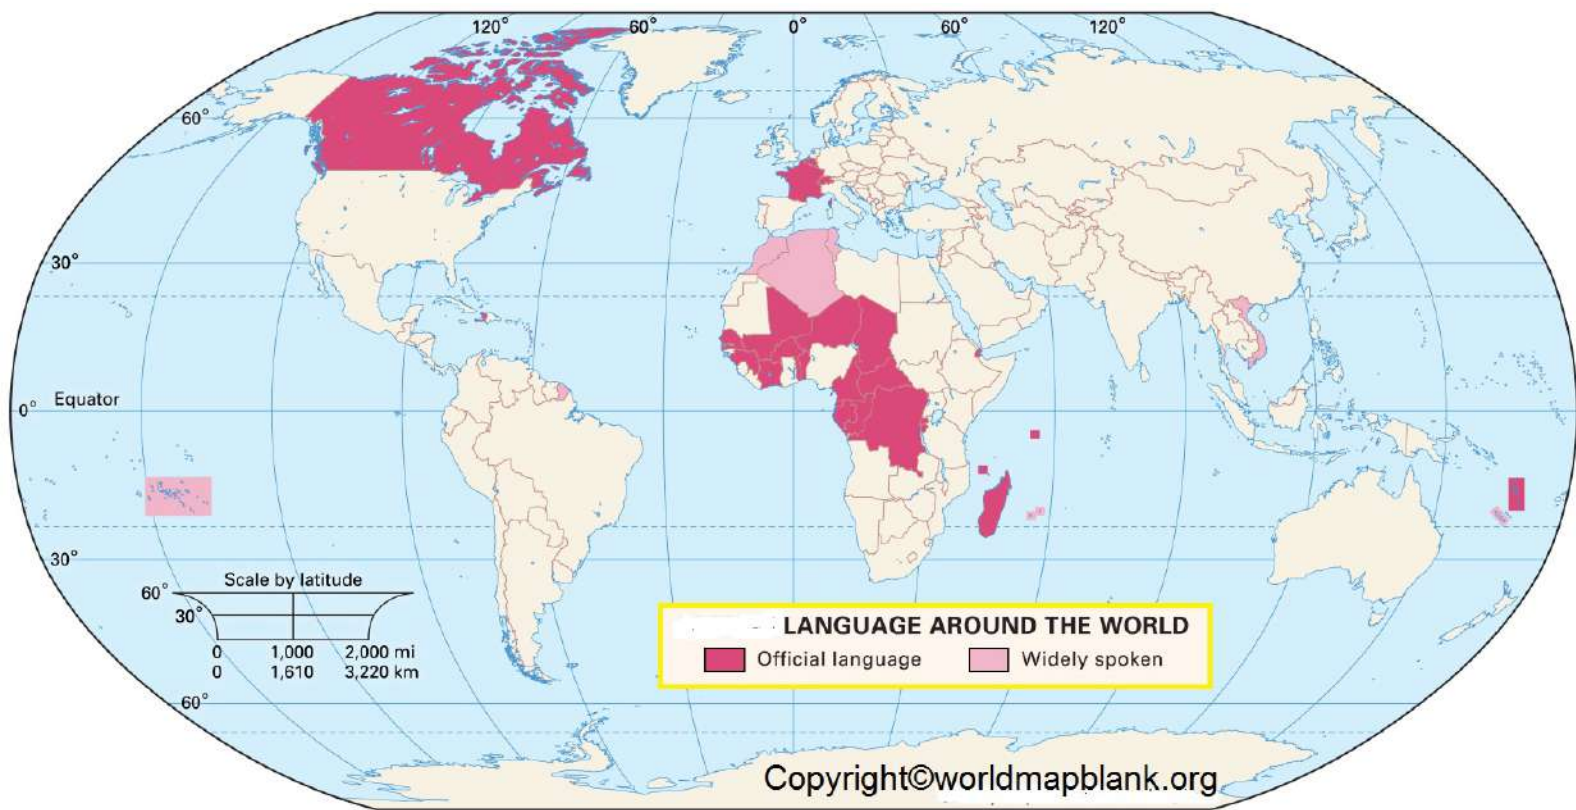 120° 60° 0° 60° 120°
60°
30°
0° Equator
30°
Scale by latitude
60°
30°
0 1,000 2,000 mi
0 1,610 3,220 km
LANGUAGE AROUND THE WORLD
Official language Widely spoken
60°
Copyright©worldmapblank.org